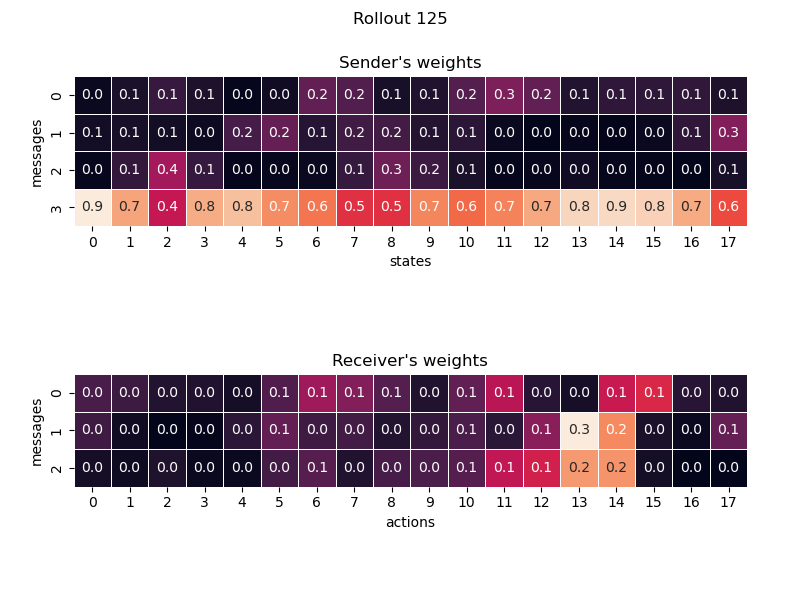 Rollout 125
Sender's weights
0 0.0 0.1 0.1 0.1 0.0 0.0 0.2 0.2 0.1 0.1 0.2 0.3 0.2 0.1 0.1 0.1 0.1 0.1
1 0.1 0.1 0.1 0.0 0.2 0.2 0.1 0.2 0.2 0.1 0.1 0.0 0.0 0.0 0.0 0.0 0.1 0.3
2 0.0 0.1 0.4 0.1 0.0 0.0 0.0 0.1 0.3 0.2 0.1 0.0 0.0 0.0 0.0 0.0 0.0 0.1
3 0.9 0.7 0.4 0.8 0.8 0.7 0.6 0.5 0.5 0.7 0.6 0.7 0.7 0.8 0.9 0.8 0.7 0.6
messages
0 1 2 3 4 5 6 7 8 9 10 11 12 13 14 15 16 17
states
Receiver's weights
0 0.0 0.0 0.0 0.0 0.0 0.1 0.1 0.1 0.1 0.0 0.1 0.1 0.0 0.0 0.1 0.1 0.0 0.0
1 0.0 0.0 0.0 0.0 0.0 0.1 0.0 0.0 0.0 0.0 0.1 0.0 0.1 0.3 0.2 0.0 0.0 0.1
2 0.0 0.0 0.0 0.0 0.0 0.0 0.1 0.0 0.0 0.0 0.1 0.1 0.1 0.2 0.2 0.0 0.0 0.0
messages
0 1 2 3 4 5 6 7 8 9 10 11 12 13 14 15 16 17
actions